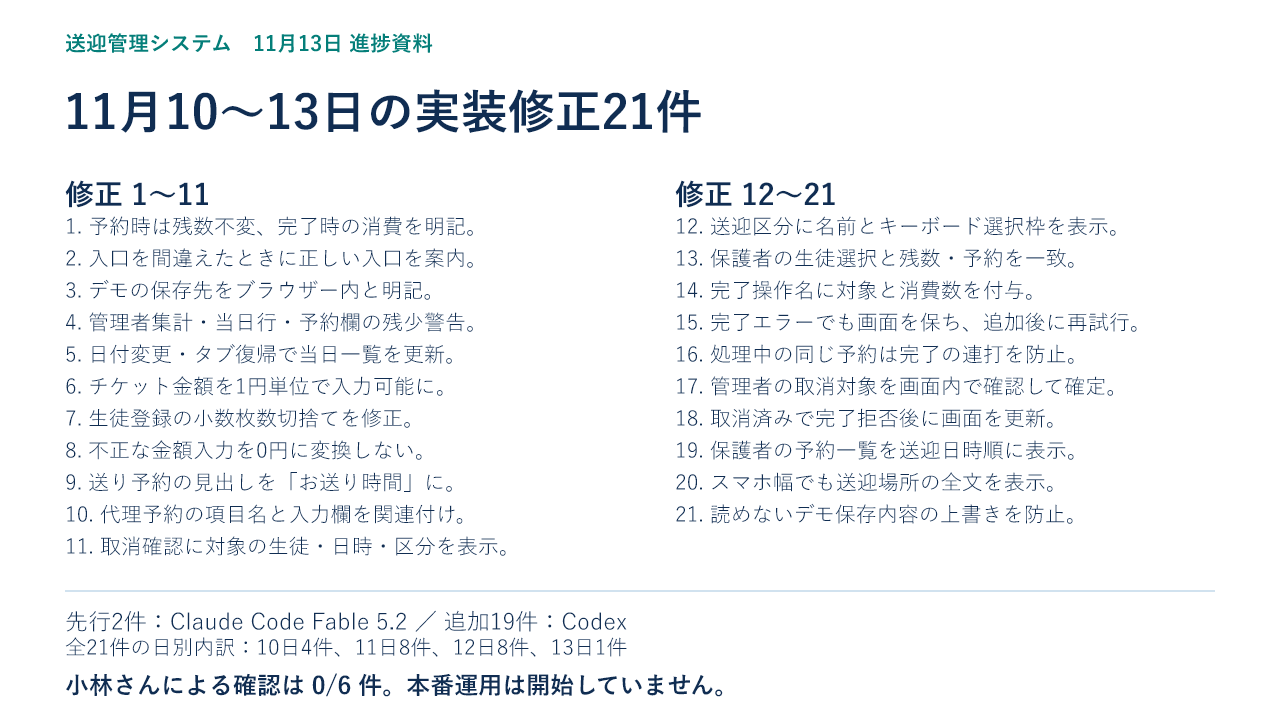 送迎管理システム　11月13日 進捗資料
11月10〜13日の実装修正21件
修正 1〜11
1. 予約時は残数不変、完了時の消費を明記。
2. 入口を間違えたときに正しい入口を案内。
3. デモの保存先をブラウザー内と明記。
4. 管理者集計・当日行・予約欄の残少警告。
5. 日付変更・タブ復帰で当日一覧を更新。
6. チケット金額を1円単位で入力可能に。
7. 生徒登録の小数枚数切捨てを修正。
8. 不正な金額入力を0円に変換しない。
9. 送り予約の見出しを「お送り時間」に。
10. 代理予約の項目名と入力欄を関連付け。
11. 取消確認に対象の生徒・日時・区分を表示。
修正 12〜21
12. 送迎区分に名前とキーボード選択枠を表示。
13. 保護者の生徒選択と残数・予約を一致。
14. 完了操作名に対象と消費数を付与。
15. 完了エラーでも画面を保ち、追加後に再試行。
16. 処理中の同じ予約は完了の連打を防止。
17. 管理者の取消対象を画面内で確認して確定。
18. 取消済みで完了拒否後に画面を更新。
19. 保護者の予約一覧を送迎日時順に表示。
20. スマホ幅でも送迎場所の全文を表示。
21. 読めないデモ保存内容の上書きを防止。
先行2件：Claude Code Fable 5.2 ／ 追加19件：Codex
全21件の日別内訳：10日4件、11日8件、12日8件、13日1件
小林さんによる確認は 0/6 件。本番運用は開始していません。